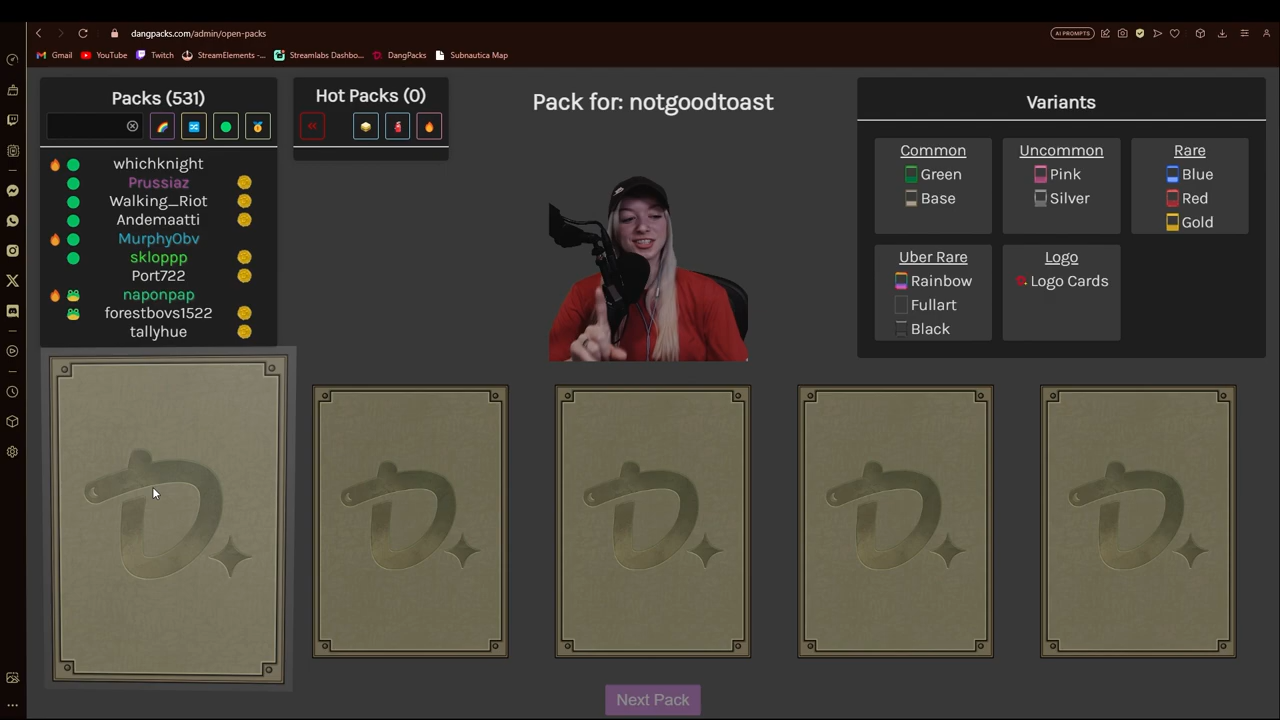 dangpacks.com/admin/open-packs
AI PROMPTS
Gmail
YouTube
Twitch
StreamElements -...
Streamlabs Dashbo...
DangPacks
Subnautica Map
Packs (531)
whichknight
Prussiaz
Walking_Riot
Andemaatti
MurphyObv
skloppp
Port722
naponpap
forestbovs1522
tallyhue
Hot Packs (0)
Pack for: notgoodtoast
Variants
Common
Green
Base
Uncommon
Pink
Silver
Rare
Blue
Red
Gold
Uber Rare
Rainbow
Fullart
Black
Logo
Logo Cards
Next Pack